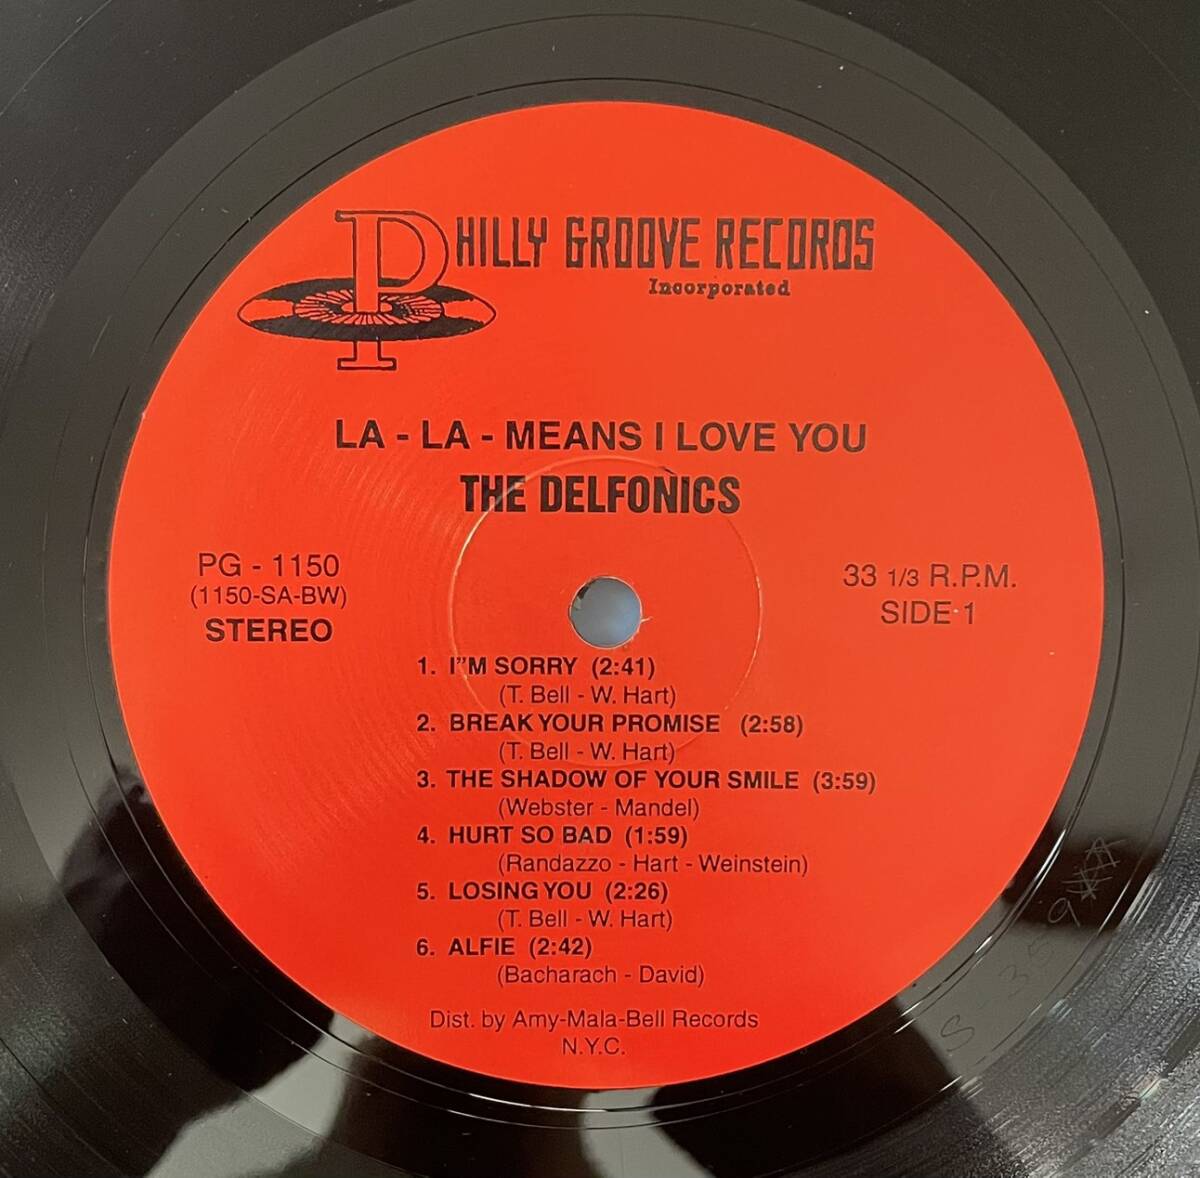 PHILLY GROOVE RECORDS
Incorporated
LA - LA - MEANS I LOVE YOU
THE DELFONICS
PG - 1150
(1150-SA-BW)
STEREO
33 1/3 R.P.M.
SIDE 1
1. I"M SORRY (2:41)
(T. Bell - W. Hart)
2. BREAK YOUR PROMISE (2:58)
(T. Bell - W. Hart)
3. THE SHADOW OF YOUR SMILE (3:59)
(Webster - Mandel)
4. HURT SO BAD (1:59)
(Randazzo - Hart - Weinstein)
5. LOSING YOU (2:26)
(T. Bell - W. Hart)
6. ALFIE (2:42)
(Bacharach - David)
Dist. by Amy-Mala-Bell Records
N.Y.C.